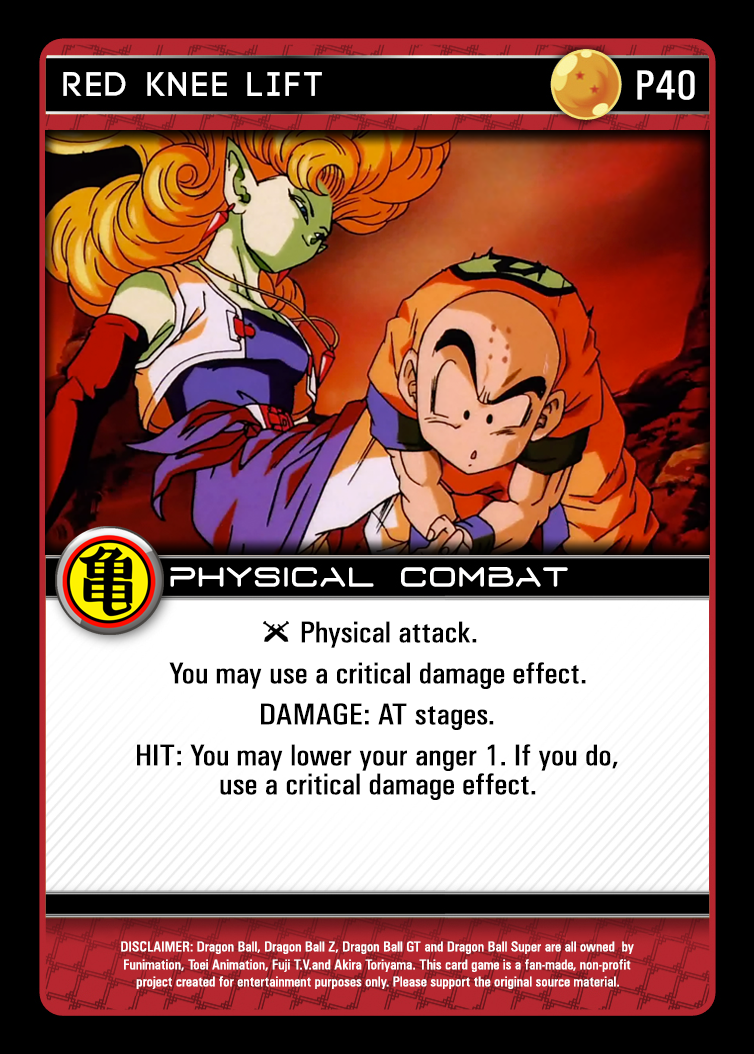 RED KNEE LIFT
P40
亀
PHYSICAL COMBAT
Physical attack.
You may use a critical damage effect.
DAMAGE: AT stages.
HIT: You may lower your anger 1. If you do,
use a critical damage effect.
DISCLAIMER: Dragon Ball, Dragon Ball Z, Dragon Ball GT and Dragon Ball Super are all owned by
Funimation, Toei Animation, Fuji T.V.and Akira Toriyama. This card game is a fan-made, non-profit
project created for entertainment purposes only. Please support the original source material.